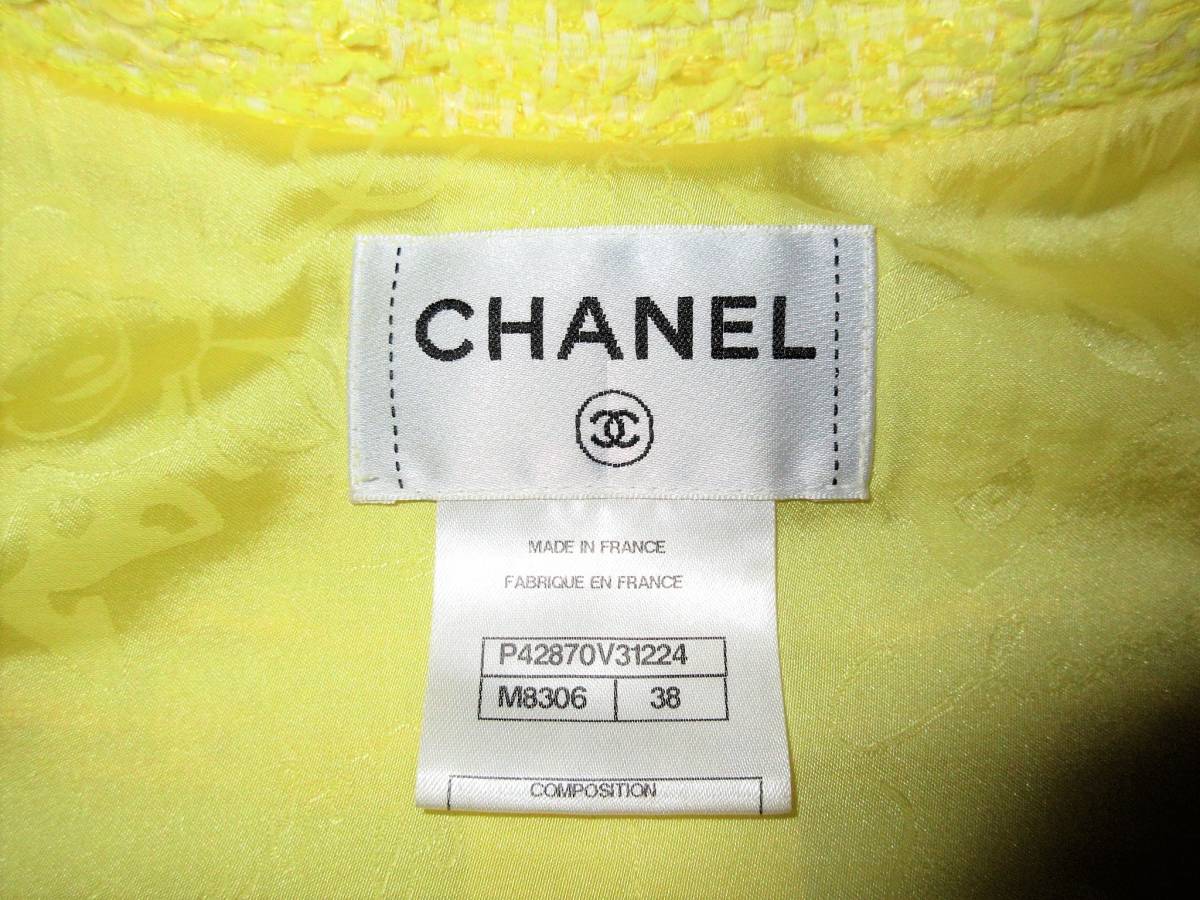 CHANEL
MADE IN FRANCE
FABRIQUE EN FRANCE
P42870V31224
M8306 38
COMPOSITION